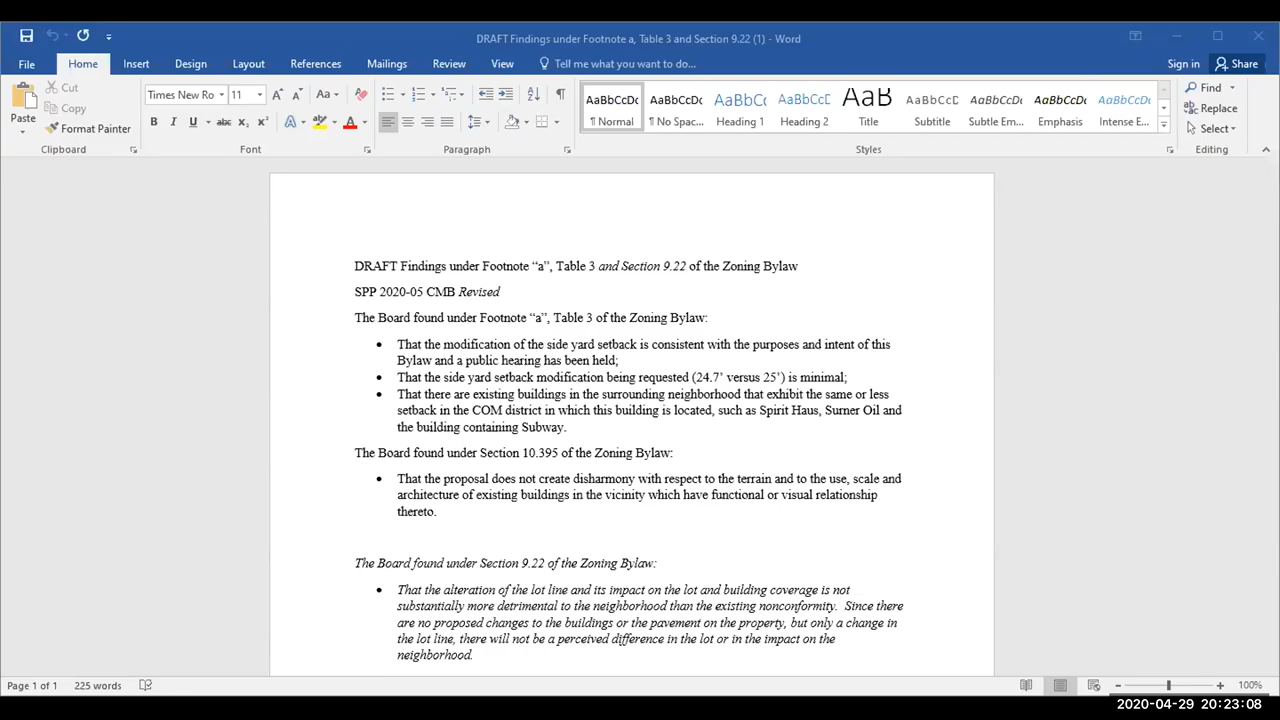 DRAFT Findings under Footnote a, Table 3 and Section 9.22 (1) - Word
File Home Insert Design Layout References Mailings Review View Tell me what you want to do... Sign in Share
Paste
Cut
Copy
Format Painter
Clipboard
Times New Ro 11 Aa
B I U abc X₂ X² A A
Font
Paragraph
AaBbCcDc AaBbCcDc AaBbCc AaBbCcD AaB AaBbCcD AaBbCcDc AaBbCcDc AaBbCcDc
¶ Normal ¶ No Spac... Heading 1 Heading 2 Title Subtitle Subtle Em... Emphasis Intense E...
Styles
Find
Replace
Select
Editing
DRAFT Findings under Footnote “a”, Table 3 and Section 9.22 of the Zoning Bylaw
SPP 2020-05 CMB Revised
The Board found under Footnote “a”, Table 3 of the Zoning Bylaw:
• That the modification of the side yard setback is consistent with the purposes and intent of this
Bylaw and a public hearing has been held;
• That the side yard setback modification being requested (24.7’ versus 25’) is minimal;
• That there are existing buildings in the surrounding neighborhood that exhibit the same or less
setback in the COM district in which this building is located, such as Spirit Haus, Surner Oil and
the building containing Subway.
The Board found under Section 10.395 of the Zoning Bylaw:
• That the proposal does not create disharmony with respect to the terrain and to the use, scale and
architecture of existing buildings in the vicinity which have functional or visual relationship
thereto.
The Board found under Section 9.22 of the Zoning Bylaw:
• That the alteration of the lot line and its impact on the lot and building coverage is not
substantially more detrimental to the neighborhood than the existing nonconformity.  Since there
are no proposed changes to the buildings or the pavement on the property, but only a change in
the lot line, there will not be a perceived difference in the lot or in the impact on the
neighborhood.
Page 1 of 1 225 words 100%
2020-04-29 20:23:08